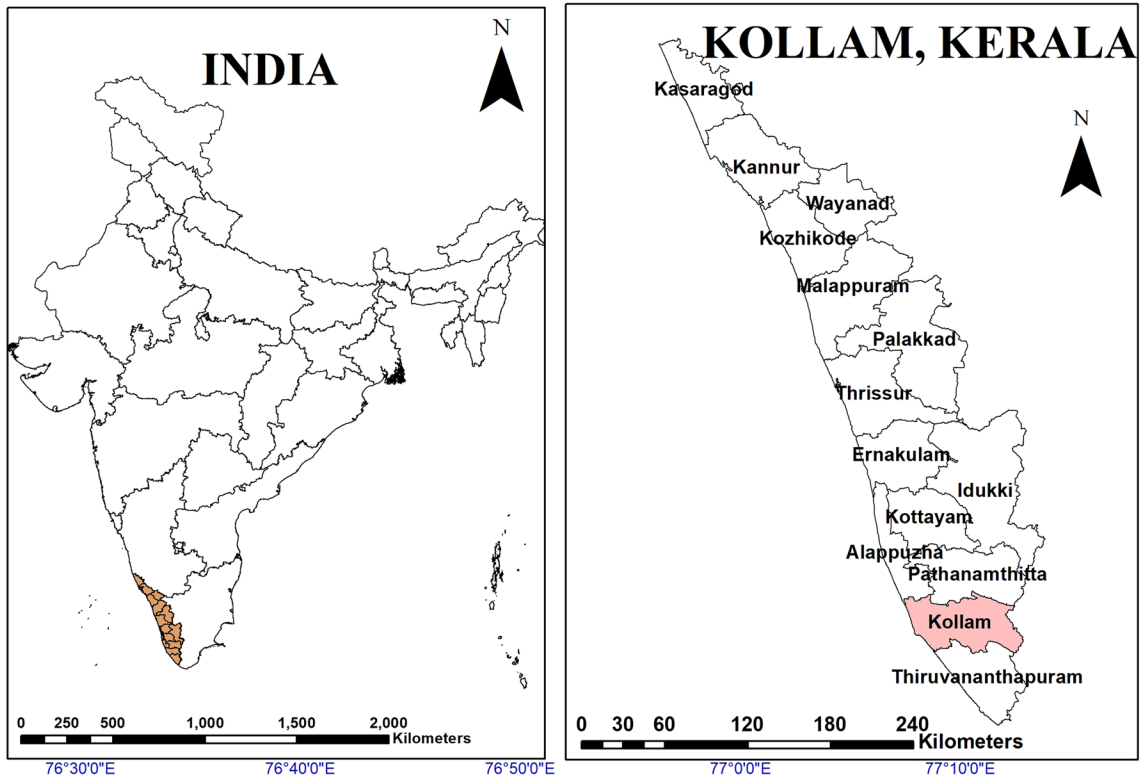 INDIA
N
0 250 500 1,000 1,500 2,000
Kilometers
76°30'0"E 76°40'0"E 76°50'0"E
KOLLAM, KERALA
N
Kasaragod
Kannur
Wayanad
Kozhikode
Malappuram
Palakkad
Thrissur
Ernakulam
Idukki
Kottayam
Alappuzha
Pathanamthitta
Kollam
Thiruvananthapuram
0 30 60 120 180 240
Kilometers
77°0'0"E 77°10'0"E